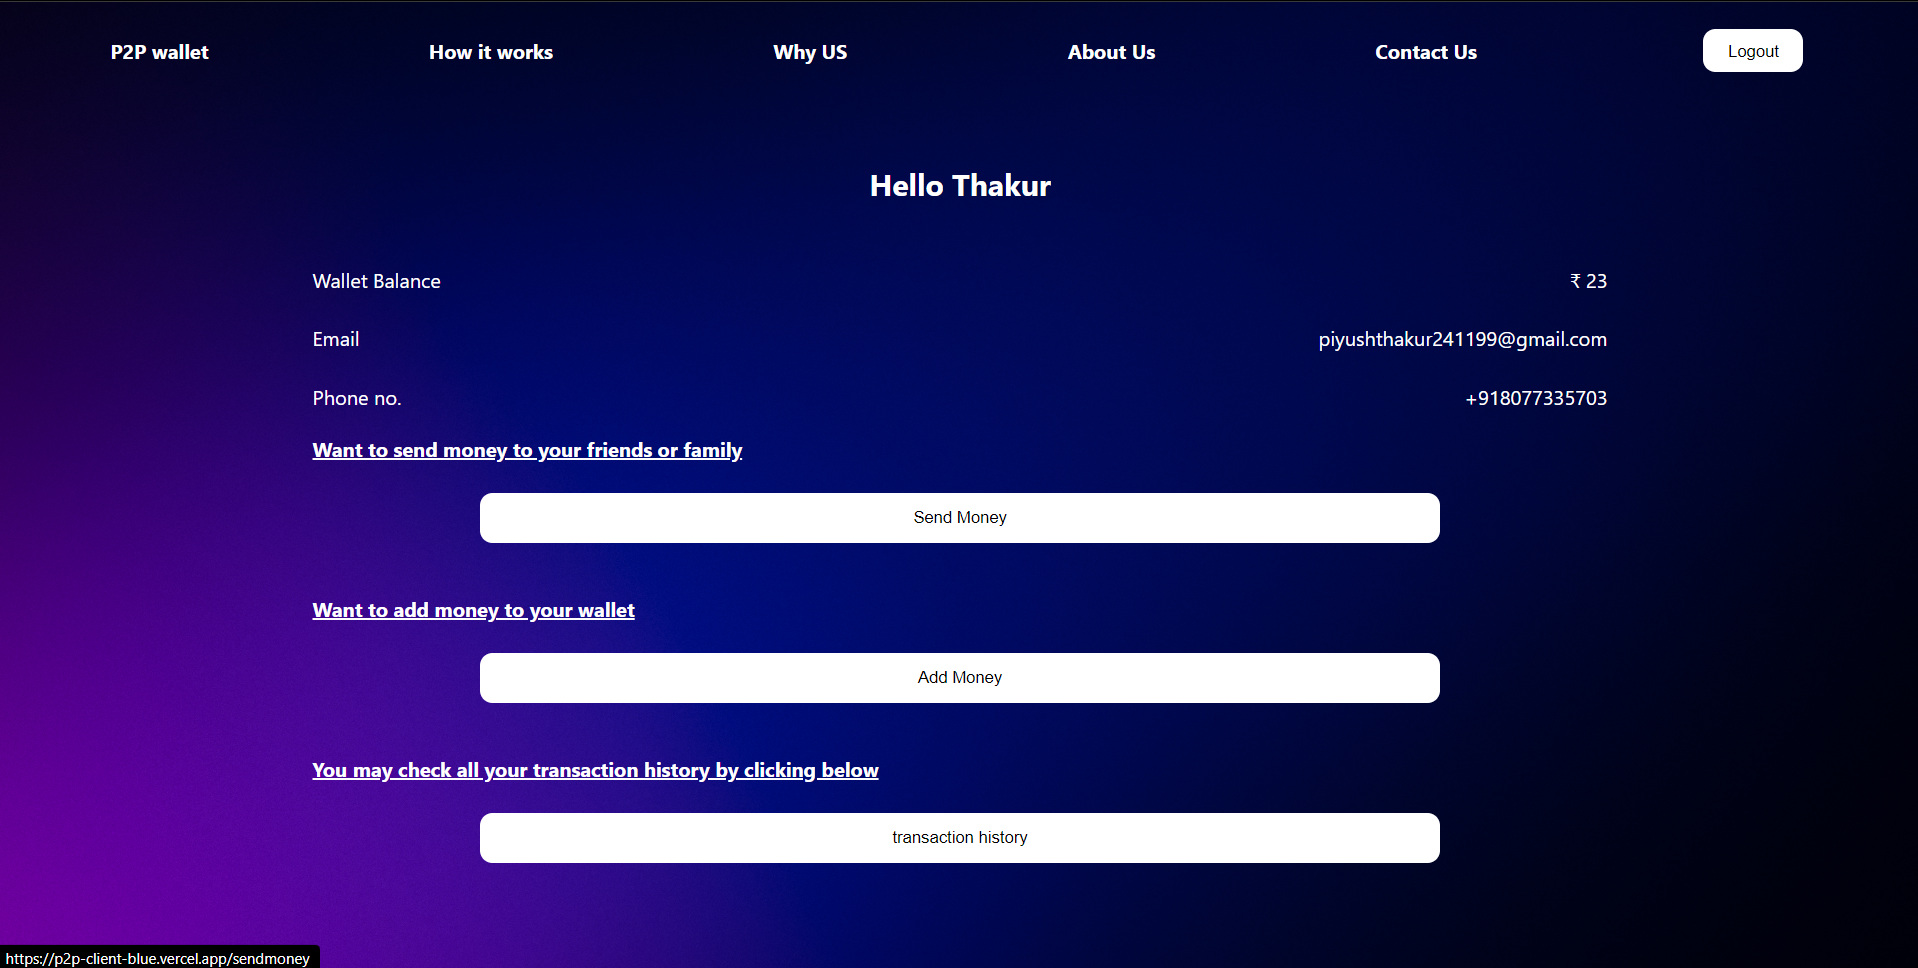 P2P wallet How it works Why US About Us Contact Us Logout
Hello Thakur
Wallet Balance ₹ 23
Email piyushthakur241199@gmail.com
Phone no. +918077335703
Want to send money to your friends or family
Send Money
Want to add money to your wallet
Add Money
You may check all your transaction history by clicking below
transaction history
https://p2p-client-blue.vercel.app/sendmoney